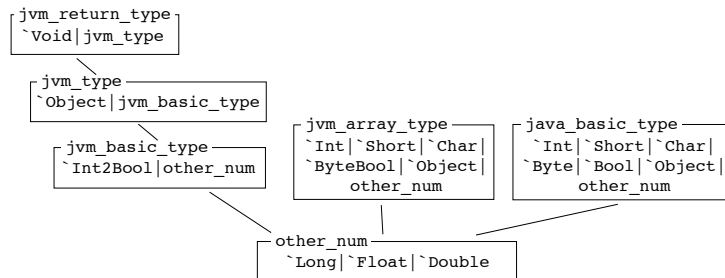 jvm_return_type
`Void|jvm_type
jvm_type
`Object|jvm_basic_type
jvm_basic_type
`Int2Bool|other_num
jvm_array_type
`Int|`Short|`Char|
`ByteBool|`Object|
other_num
java_basic_type
`Int|`Short|`Char|
`Byte|`Bool|`Object|
other_num
other_num
`Long|`Float|`Double